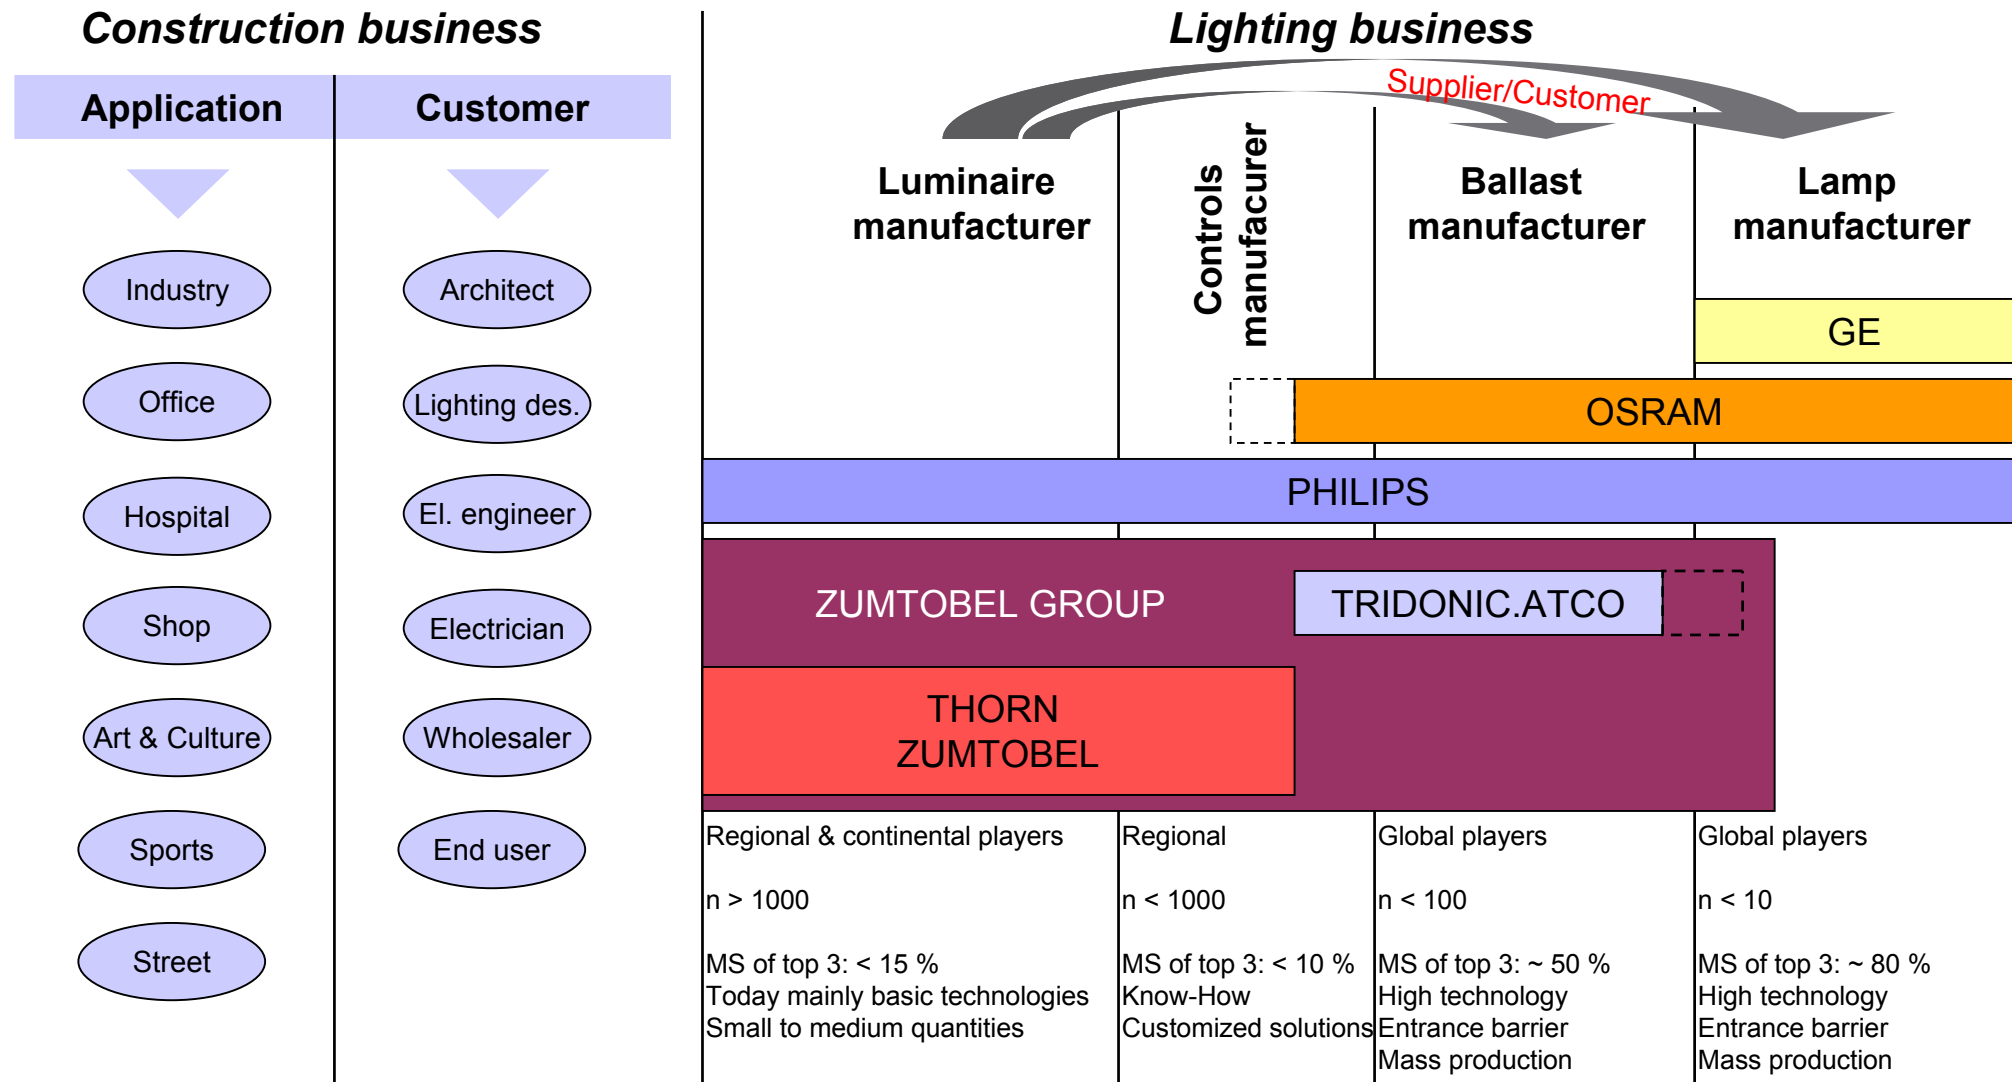 Construction business
Lighting business
Application
Customer
Supplier/Customer
Luminaire
manufacturer
Controls
manufacurer
Ballast
manufacturer
Lamp
manufacturer
Industry
Office
Hospital
Shop
Art & Culture
Sports
Street
Architect
Lighting des.
El. engineer
Electrician
Wholesaler
End user
GE
OSRAM
PHILIPS
ZUMTOBEL GROUP
TRIDONIC.ATCO
THORN
ZUMTOBEL
Regional & continental players
n > 1000
MS of top 3: < 15 %
Today mainly basic technologies
Small to medium quantities
Regional
n < 1000
MS of top 3: < 10 %
Know-How
Customized solutions
Global players
n < 100
MS of top 3: ~ 50 %
High technology
Entrance barrier
Mass production
Global players
n < 10
MS of top 3: ~ 80 %
High technology
Entrance barrier
Mass production